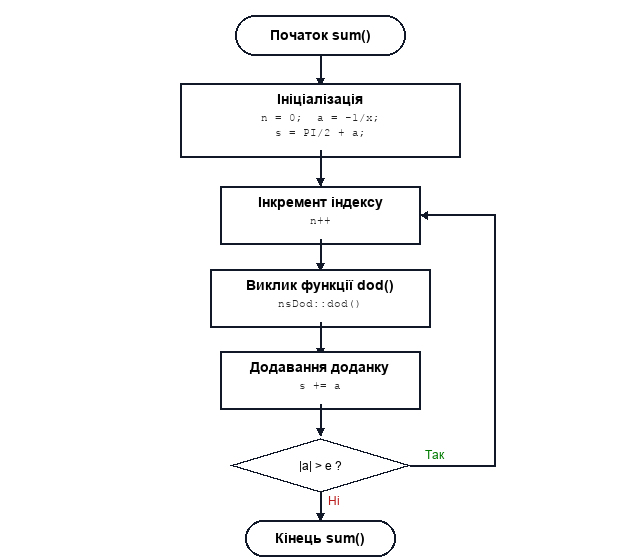 Початок sum()
Ініціалізація
n = 0;  a = -1/x;
s = PI/2 + a;
Інкремент індексу
n++
Виклик функції dod()
nsDod::dod()
Додавання доданку
s += a
|a| > e ?
Так
Ні
Кінець sum()